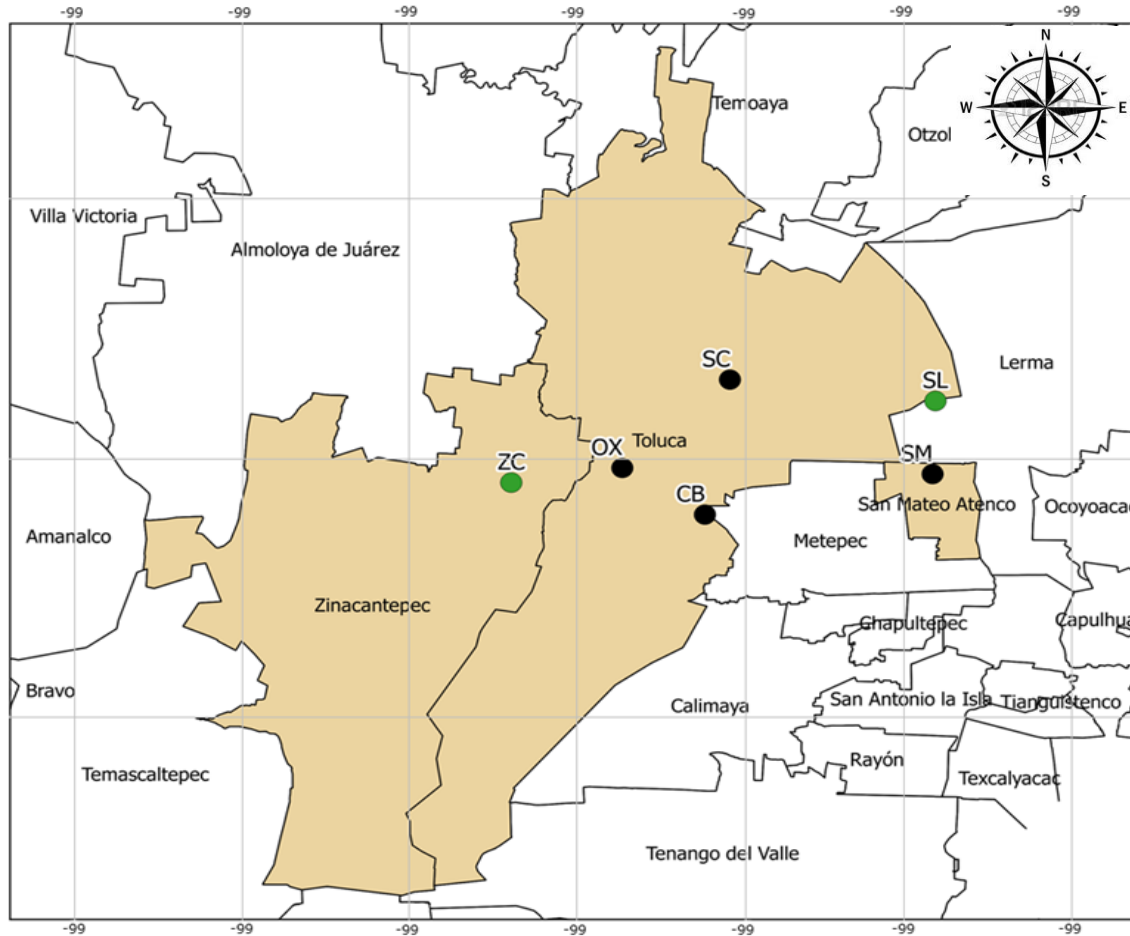 -99 -99 -99 -99 -99 -99 -99
N
W E
S
Temoaya
Otzol
Villa Victoria
Almoloya de Juárez
SC
Lerma
SL
Toluca
OX
SM
ZC
CB
San Mateo Atenco
Ocoyoacac
Amanalco
Metepec
Zinacantepec
Chapultepec
Capulhua
Bravo
San Antonio la Isla
Tianguistenco
Calimaya
Rayón
Temascaltepec
Texcalyacac
Tenango del Valle
-99 -99 -99 -99 -99 -99 -99